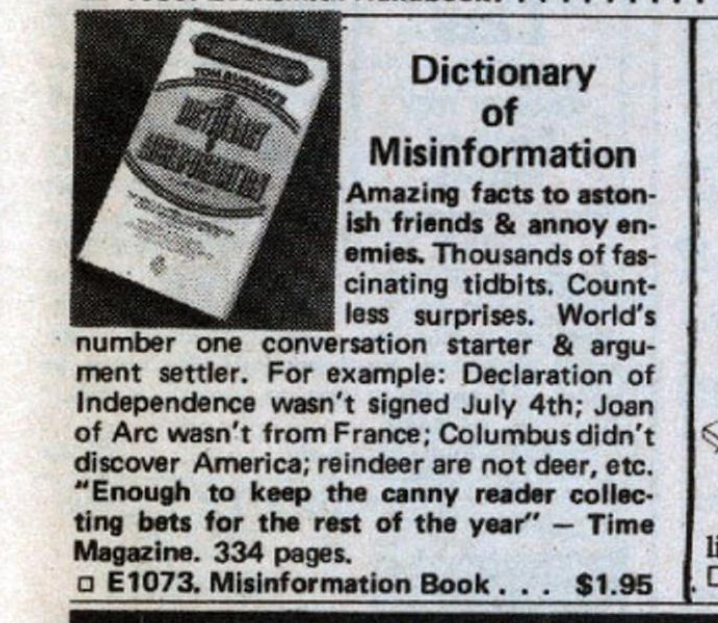 Dictionary
of
Misinformation
Amazing facts to aston-
ish friends & annoy en-
emies. Thousands of fas-
cinating tidbits. Count-
less surprises. World's
number one conversation starter & argu-
ment settler. For example: Declaration of
Independence wasn't signed July 4th; Joan
of Arc wasn't from France; Columbus didn't
discover America; reindeer are not deer, etc.
"Enough to keep the canny reader collec-
ting bets for the rest of the year" — Time
Magazine. 334 pages.
□ E1073. Misinformation Book . . . $1.95